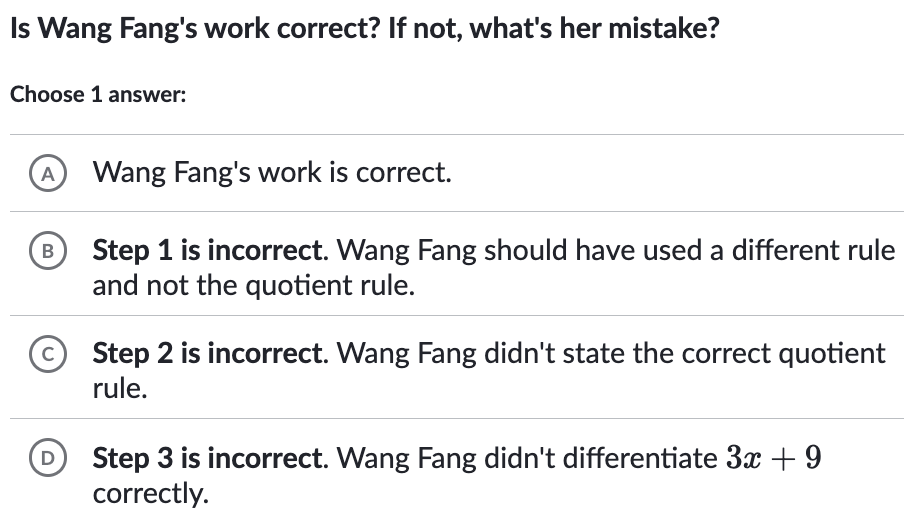 Is Wang Fang's work correct? If not, what's her mistake?
Choose 1 answer:
A Wang Fang's work is correct.
B Step 1 is incorrect. Wang Fang should have used a different rule
and not the quotient rule.
C Step 2 is incorrect. Wang Fang didn't state the correct quotient
rule.
D Step 3 is incorrect. Wang Fang didn't differentiate 3x + 9
correctly.